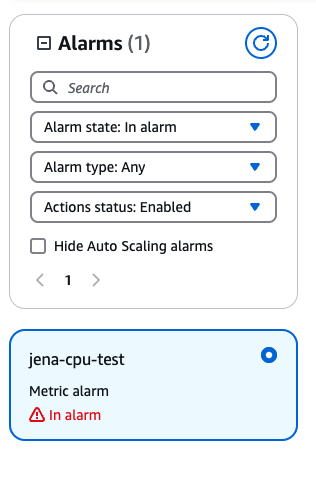 Alarms (1)
Search
Alarm state: In alarm
Alarm type: Any
Actions status: Enabled
Hide Auto Scaling alarms
1
jena-cpu-test
Metric alarm
In alarm